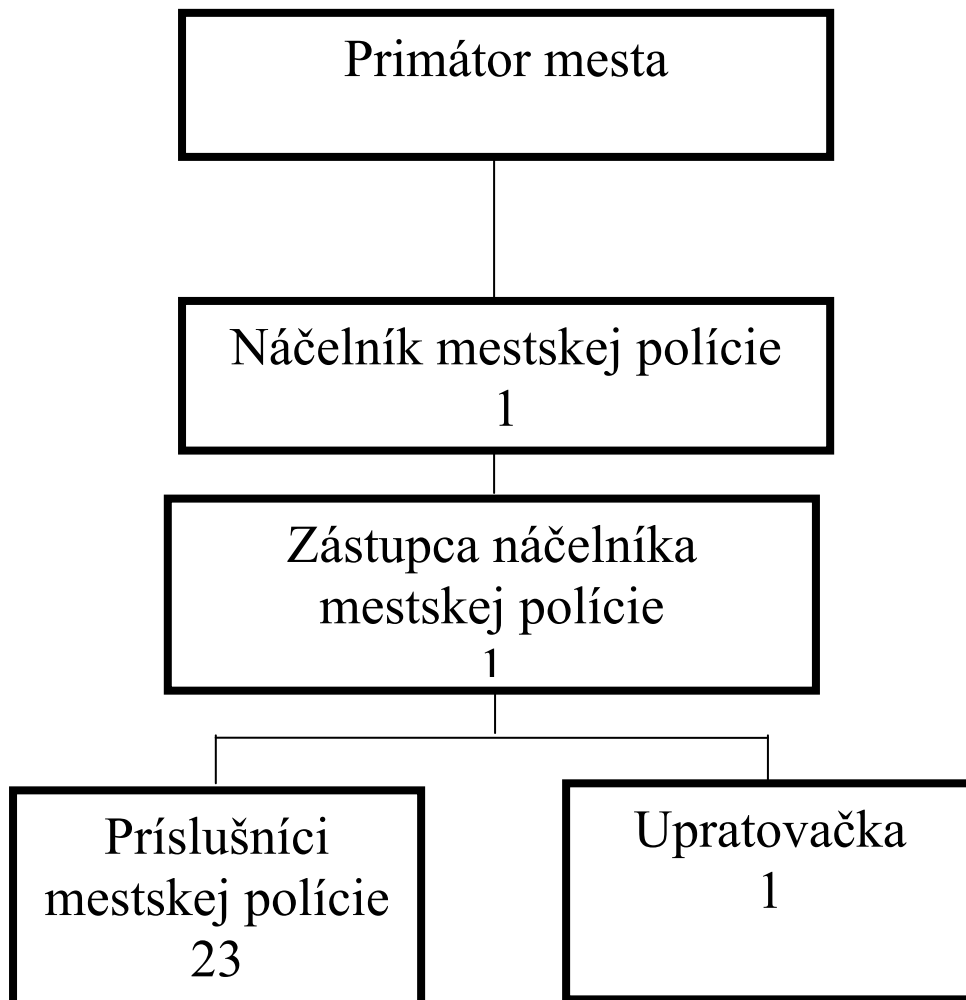 Primátor mesta
Náčelník mestskej polície
1
Zástupca náčelníka
mestskej polície
1
Príslušníci
mestskej polície
23
Upratovačka
1